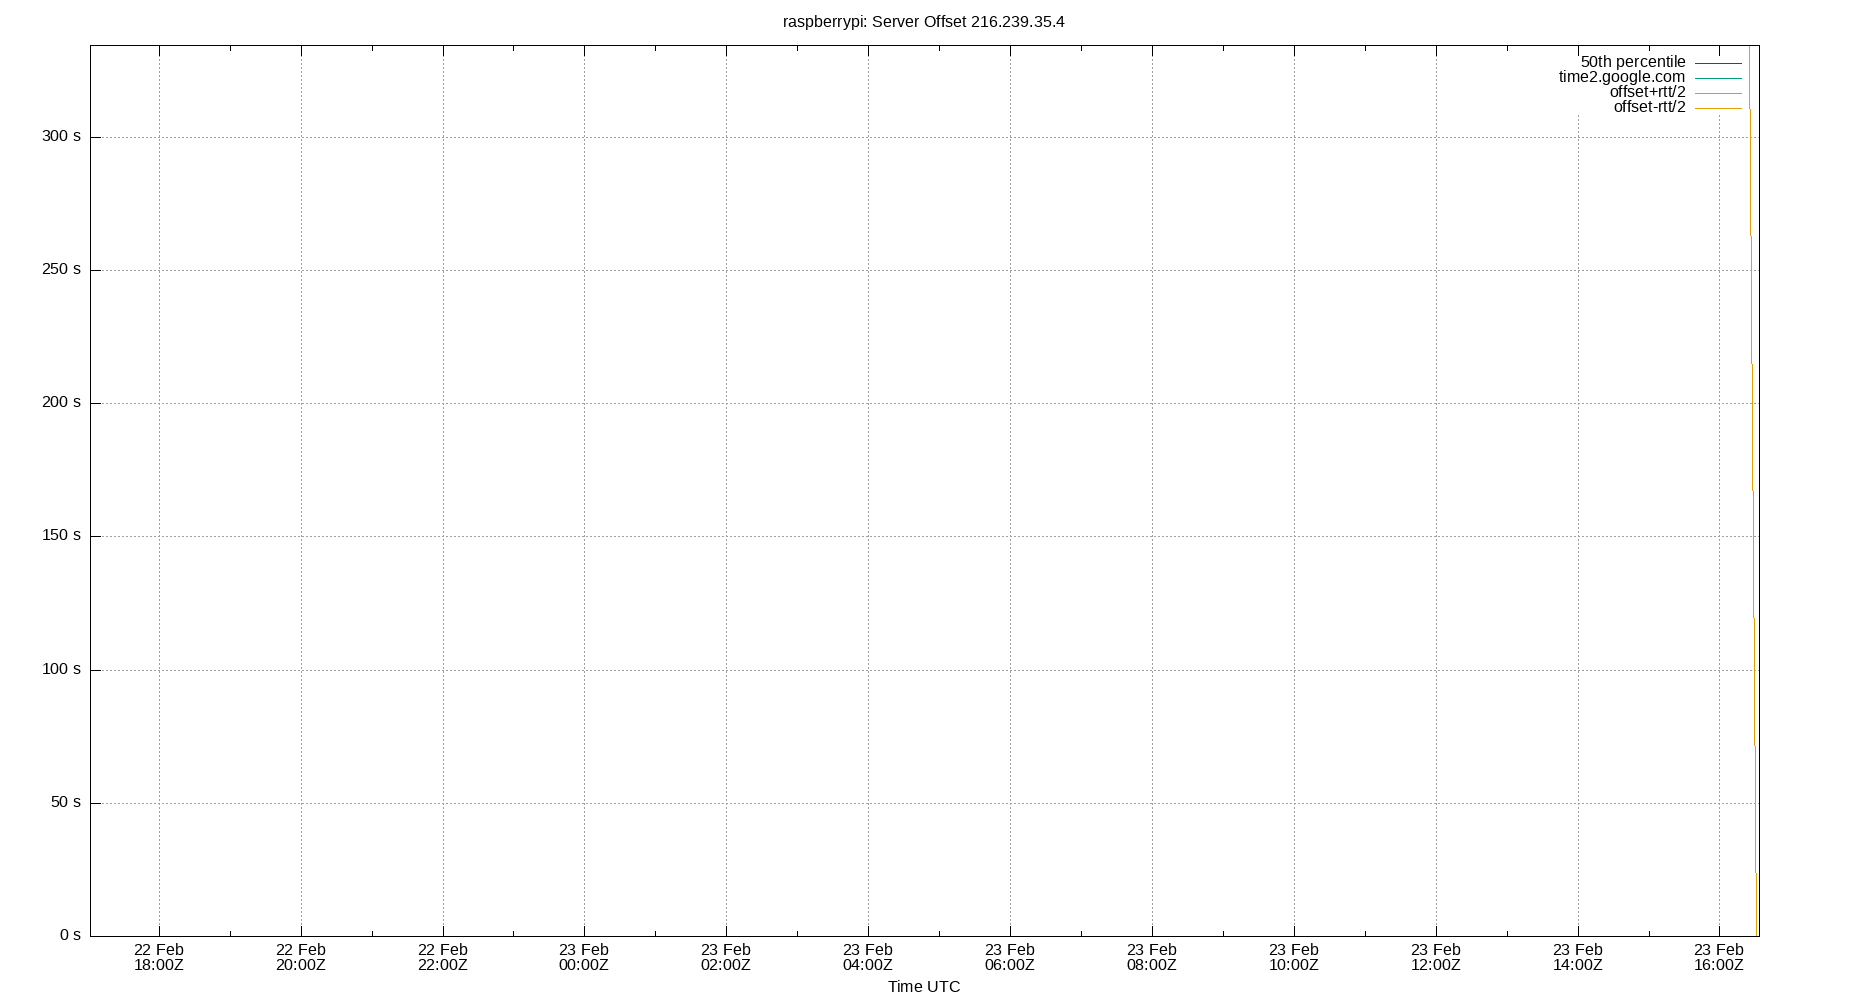 raspberrypi: Server Offset 216.239.35.4
50th percentile
time2.google.com
offset+rtt/2
offset-rtt/2
300 s
250 s
200 s
150 s
100 s
50 s
0 s
22 Feb 22 Feb 22 Feb 23 Feb 23 Feb 23 Feb 23 Feb 23 Feb 23 Feb 23 Feb 23 Feb 23 Feb
18:00Z 20:00Z 22:00Z 00:00Z 02:00Z 04:00Z 06:00Z 08:00Z 10:00Z 12:00Z 14:00Z 16:00Z
Time UTC